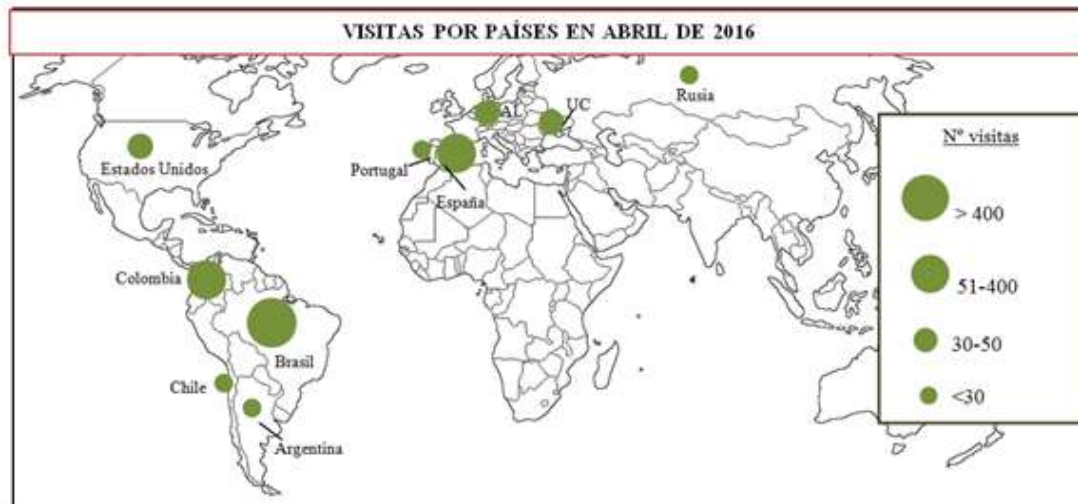 VISITAS POR PAÍSES EN ABRIL DE 2016
Rusia
AL
UC
Estados Unidos
Portugal
España
Colombia
Brasil
Chile
Argentina
Nº visitas
> 400
51-400
30-50
<30